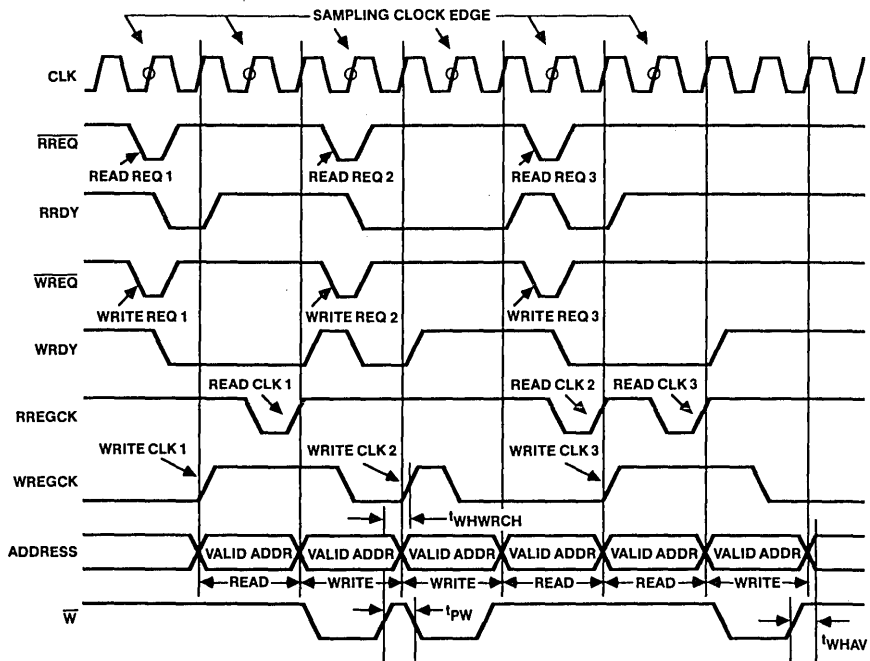 SAMPLING CLOCK EDGE
CLK
RREQ
READ REQ 1 READ REQ 2 READ REQ 3
RRDY
WREQ
WRITE REQ 1 WRITE REQ 2 WRITE REQ 3
WRDY
READ CLK 1 READ CLK 2 READ CLK 3
RREGCK
WRITE CLK 1 WRITE CLK 2 WRITE CLK 3
WREGCK
tWHWRCH
ADDRESS VALID ADDR VALID ADDR VALID ADDR VALID ADDR VALID ADDR VALID ADDR
READ WRITE WRITE READ READ WRITE
W tPW tWHAV